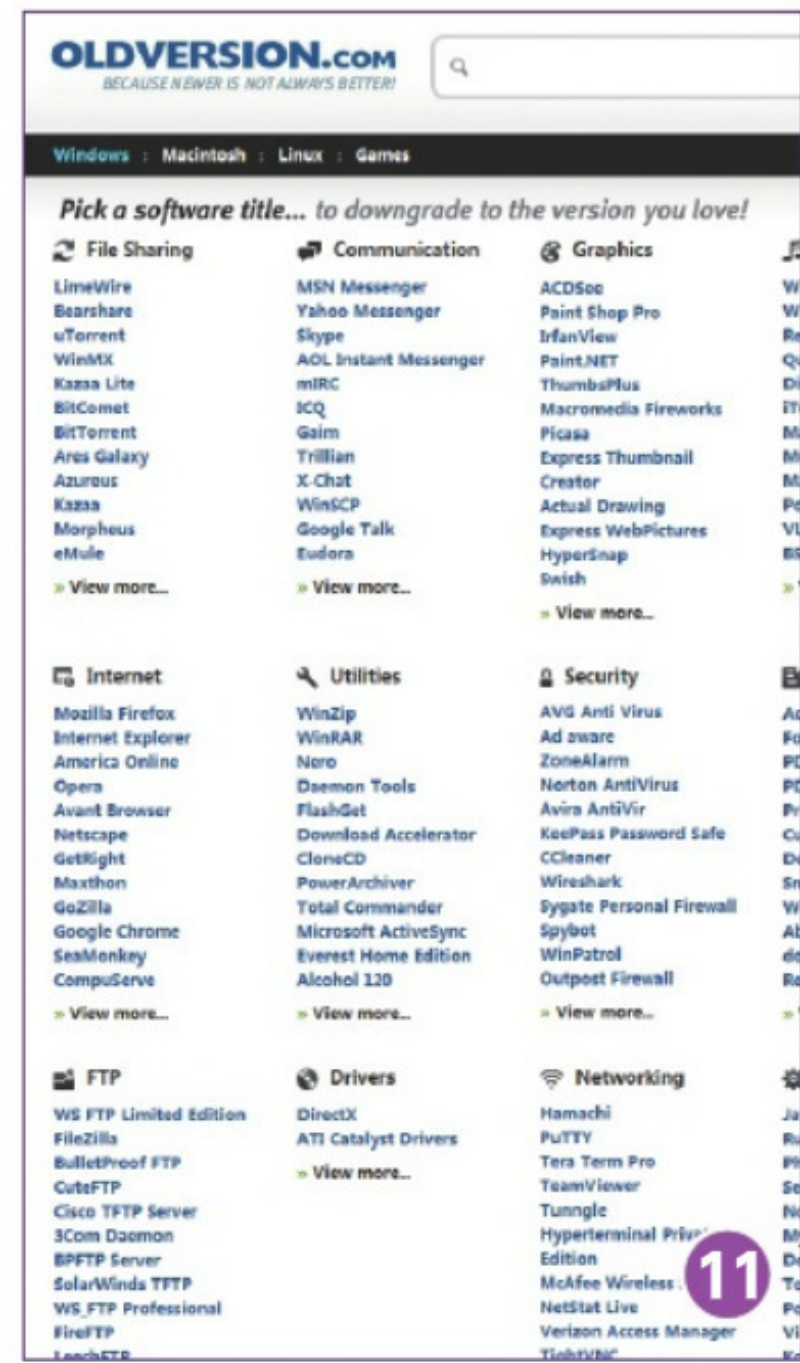 OLDVERSION.COM
BECAUSE NEWER IS NOT ALWAYS BETTER!
Windows : Macintosh : Linux : Games
Pick a software title... to downgrade to the version you love!
File Sharing
LimeWire
Bearshare
uTorrent
WinMX
Kazaa Lite
BitComet
BitTorrent
Ares Galaxy
Azureus
Kazaa
Morpheus
eMule
» View more...
Communication
MSN Messenger
Yahoo Messenger
Skype
AOL Instant Messenger
mIRC
ICQ
Gaim
Trillian
X-Chat
WinSCP
Google Talk
Eudora
» View more...
Graphics
ACDSee
Paint Shop Pro
IrfanView
Paint.NET
ThumbsPlus
Macromedia Fireworks
Picasa
Express Thumbnail
Creator
Actual Drawing
Express WebPictures
HyperSnap
Swish
» View more...
Internet
Mozilla Firefox
Internet Explorer
America Online
Opera
Avant Browser
Netscape
GetRight
Maxthon
GoZilla
Google Chrome
SeaMonkey
CompuServe
» View more...
Utilities
WinZip
WinRAR
Nero
Daemon Tools
FlashGet
Download Accelerator
CloneCD
PowerArchiver
Total Commander
Microsoft ActiveSync
Everest Home Edition
Alcohol 120
» View more...
Security
AVG Anti Virus
Ad aware
ZoneAlarm
Norton AntiVirus
Avira AntiVir
KeePass Password Safe
CCleaner
Wireshark
Sygate Personal Firewall
Spybot
WinPatrol
Outpost Firewall
» View more...
FTP
WS FTP Limited Edition
FileZilla
BulletProof FTP
CuteFTP
Cisco TFTP Server
3Com Daemon
BPFTP Server
SolarWinds TFTP
WS_FTP Professional
FireFTP
LeechFTP
Drivers
DirectX
ATI Catalyst Drivers
» View more...
Networking
Hamachi
PuTTY
Tera Term Pro
TeamViewer
Tunngle
Hyperterminal
Edition
McAfee Wireless
NetStat Live
Verizon Access Manager
TightVNC
11